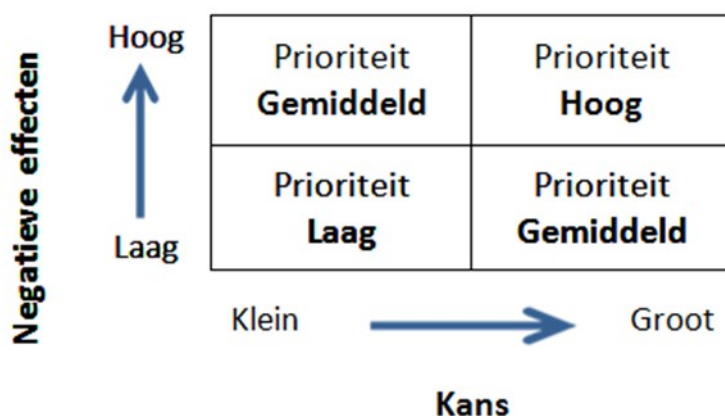 Negatieve effecten
Hoog
Laag
Prioriteit
Gemiddeld
Prioriteit
Hoog
Prioriteit
Laag
Prioriteit
Gemiddeld
Klein
Groot
Kans